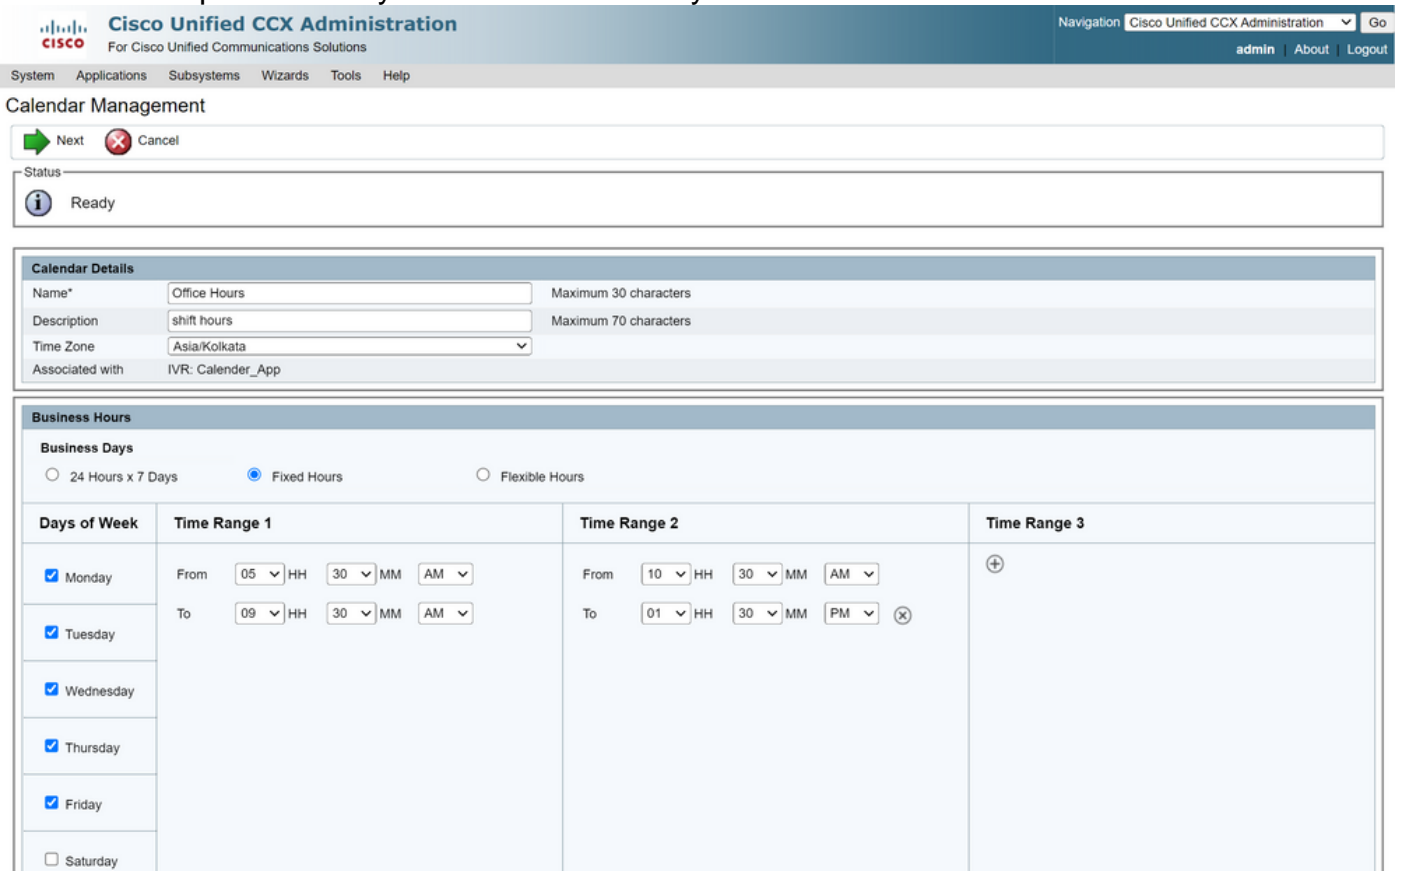 Cisco Unified CCX Administration
For Cisco Unified Communications Solutions
CISCO
Navigation Cisco Unified CCX Administration Go
admin About Logout
System Applications Subsystems Wizards Tools Help
Calendar Management
Next Cancel
Status
Ready
Calendar Details
Name* Office Hours Maximum 30 characters
Description shift hours Maximum 70 characters
Time Zone Asia/Kolkata
Associated with IVR: Calender_App
Business Hours
Business Days
24 Hours x 7 Days Fixed Hours Flexible Hours
Days of Week Time Range 1 Time Range 2 Time Range 3
Monday From 05 HH 30 MM AM From 10 HH 30 MM AM
To 09 HH 30 MM AM To 01 HH 30 MM PM
Tuesday
Wednesday
Thursday
Friday
Saturday